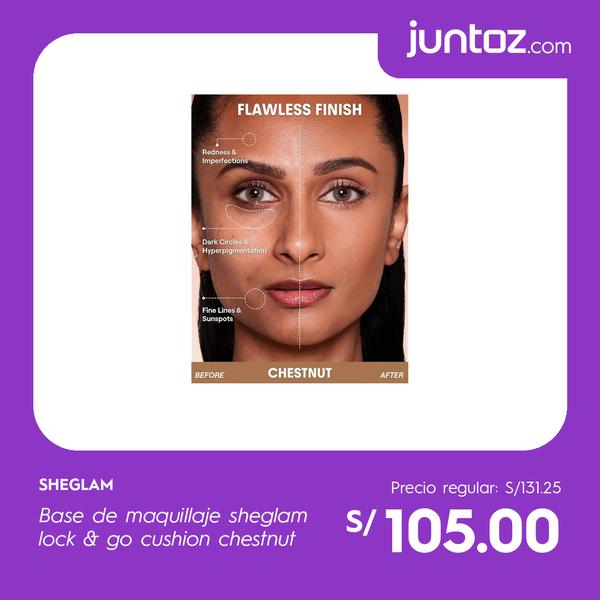 juntoz.com
FLAWLESS FINISH
Redness &
Imperfections
Dark Circles &
Hyperpigmentation
Fine Lines &
Sunspots
BEFORE
CHESTNUT
AFTER
SHEGLAM
Base de maquillaje sheglam
lock & go cushion chestnut
Precio regular: S/131.25
S/105.00